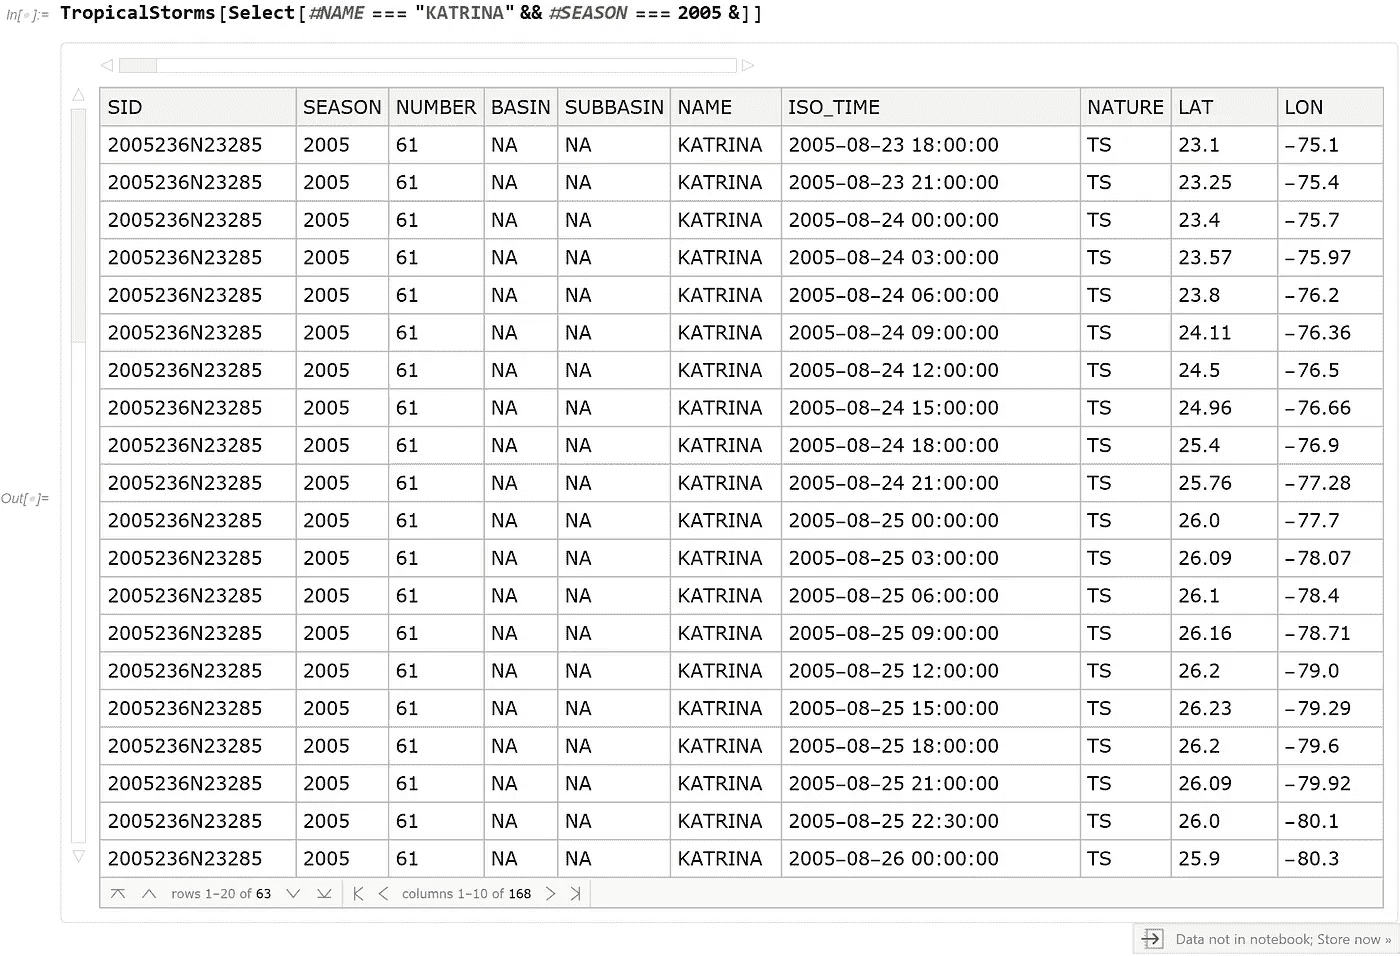 In[]:= TropicalStorms[Select[#NAME === "KATRINA" && #SEASON === 2005 &]]
SID SEASON NUMBER BASIN SUBBASIN NAME ISO_TIME NATURE LAT LON
2005236N23285 2005 61 NA NA KATRINA 2005-08-23 18:00:00 TS 23.1 -75.1
2005236N23285 2005 61 NA NA KATRINA 2005-08-23 21:00:00 TS 23.25 -75.4
2005236N23285 2005 61 NA NA KATRINA 2005-08-24 00:00:00 TS 23.4 -75.7
2005236N23285 2005 61 NA NA KATRINA 2005-08-24 03:00:00 TS 23.57 -75.97
2005236N23285 2005 61 NA NA KATRINA 2005-08-24 06:00:00 TS 23.8 -76.2
2005236N23285 2005 61 NA NA KATRINA 2005-08-24 09:00:00 TS 24.11 -76.36
2005236N23285 2005 61 NA NA KATRINA 2005-08-24 12:00:00 TS 24.5 -76.5
2005236N23285 2005 61 NA NA KATRINA 2005-08-24 15:00:00 TS 24.96 -76.66
2005236N23285 2005 61 NA NA KATRINA 2005-08-24 18:00:00 TS 25.4 -76.9
2005236N23285 2005 61 NA NA KATRINA 2005-08-24 21:00:00 TS 25.76 -77.28
Out[]= 2005236N23285 2005 61 NA NA KATRINA 2005-08-25 00:00:00 TS 26.0 -77.7
2005236N23285 2005 61 NA NA KATRINA 2005-08-25 03:00:00 TS 26.09 -78.07
2005236N23285 2005 61 NA NA KATRINA 2005-08-25 06:00:00 TS 26.1 -78.4
2005236N23285 2005 61 NA NA KATRINA 2005-08-25 09:00:00 TS 26.16 -78.71
2005236N23285 2005 61 NA NA KATRINA 2005-08-25 12:00:00 TS 26.2 -79.0
2005236N23285 2005 61 NA NA KATRINA 2005-08-25 15:00:00 TS 26.23 -79.29
2005236N23285 2005 61 NA NA KATRINA 2005-08-25 18:00:00 TS 26.2 -79.6
2005236N23285 2005 61 NA NA KATRINA 2005-08-25 21:00:00 TS 26.09 -79.92
2005236N23285 2005 61 NA NA KATRINA 2005-08-25 22:30:00 TS 26.0 -80.1
2005236N23285 2005 61 NA NA KATRINA 2005-08-26 00:00:00 TS 25.9 -80.3
rows 1–20 of 63 columns 1–10 of 168
Data not in notebook; Store now »